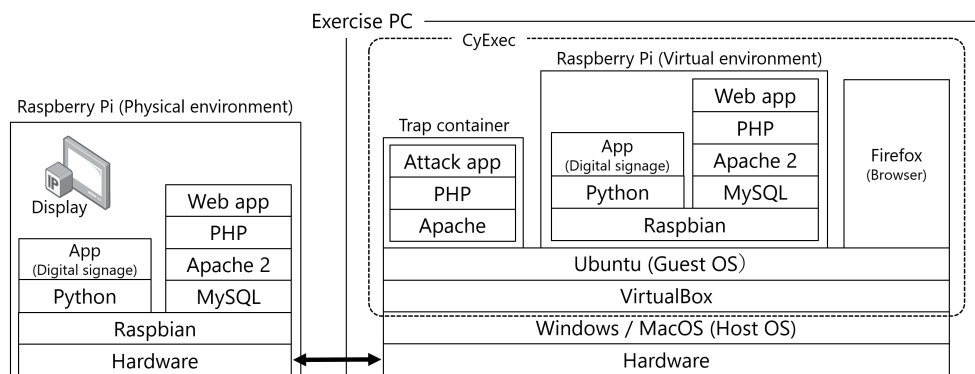 Exercise PC
CyExec
Raspberry Pi (Physical environment)
IP
Display
App
(Digital signage)
Python
Web app
PHP
Apache 2
MySQL
Raspbian
Hardware
Trap container
Attack app
PHP
Apache
Raspberry Pi (Virtual environment)
App
(Digital signage)
Python
Web app
PHP
Apache 2
MySQL
Raspbian
Firefox
(Browser)
Ubuntu (Guest OS)
VirtualBox
Windows / MacOS (Host OS)
Hardware